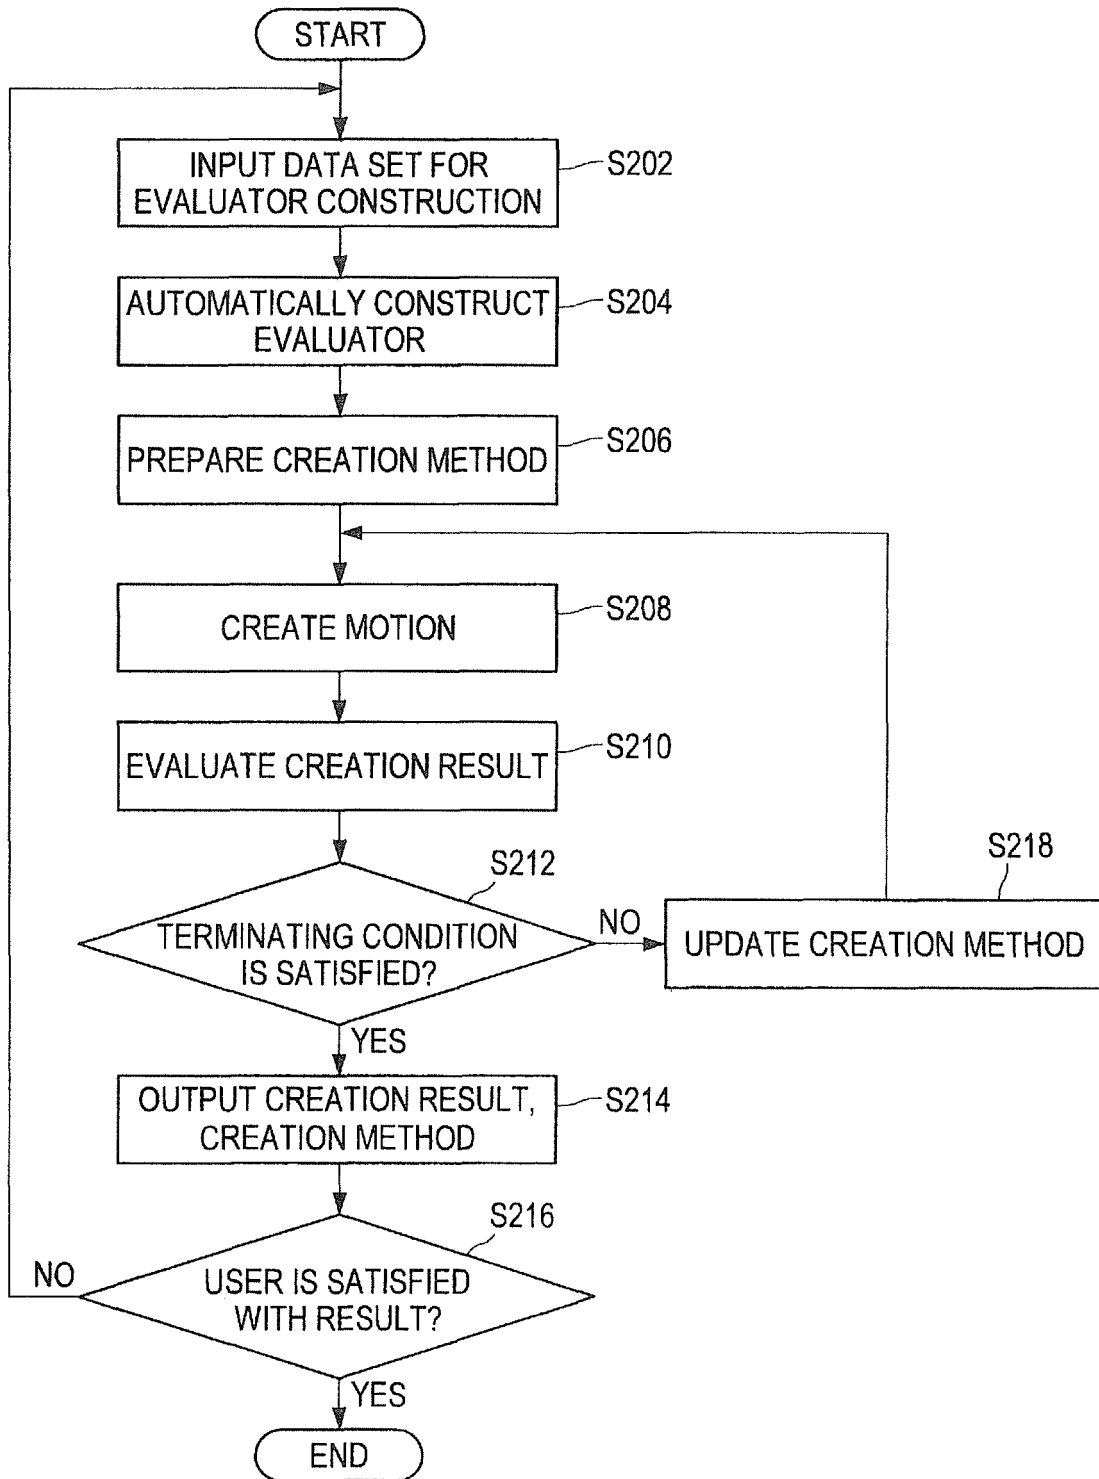 START
INPUT DATA SET FOR
EVALUATOR CONSTRUCTION
S202
AUTOMATICALLY CONSTRUCT
EVALUATOR
S204
PREPARE CREATION METHOD
S206
CREATE MOTION
S208
EVALUATE CREATION RESULT
S210
S212
TERMINATING CONDITION
IS SATISFIED?
NO
S218
UPDATE CREATION METHOD
YES
OUTPUT CREATION RESULT,
CREATION METHOD
S214
S216
USER IS SATISFIED
WITH RESULT?
NO
YES
END